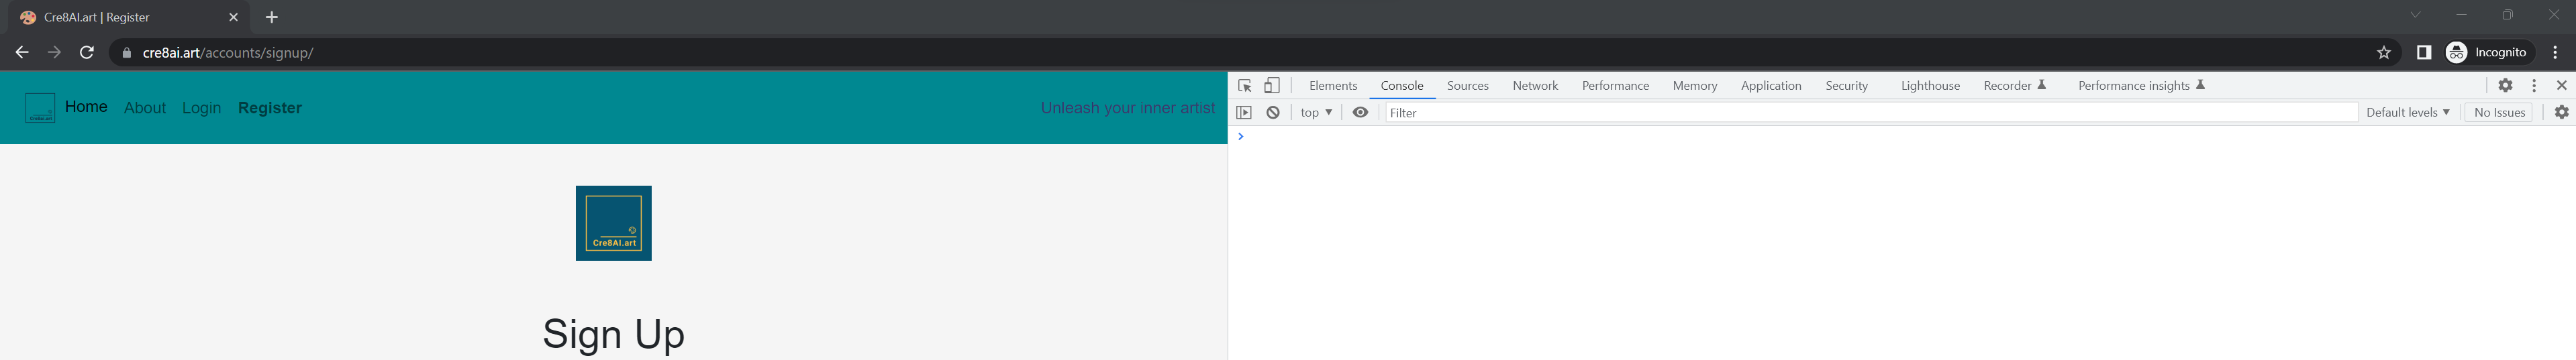 Cre8AI.art | Register
cre8ai.art/accounts/signup/
Incognito
Home About Login Register
Unleash your inner artist
Elements Console Sources Network Performance Memory Application Security Lighthouse Recorder Performance insights
top
Filter
Default levels
No Issues
Cre8AI.art
Sign Up